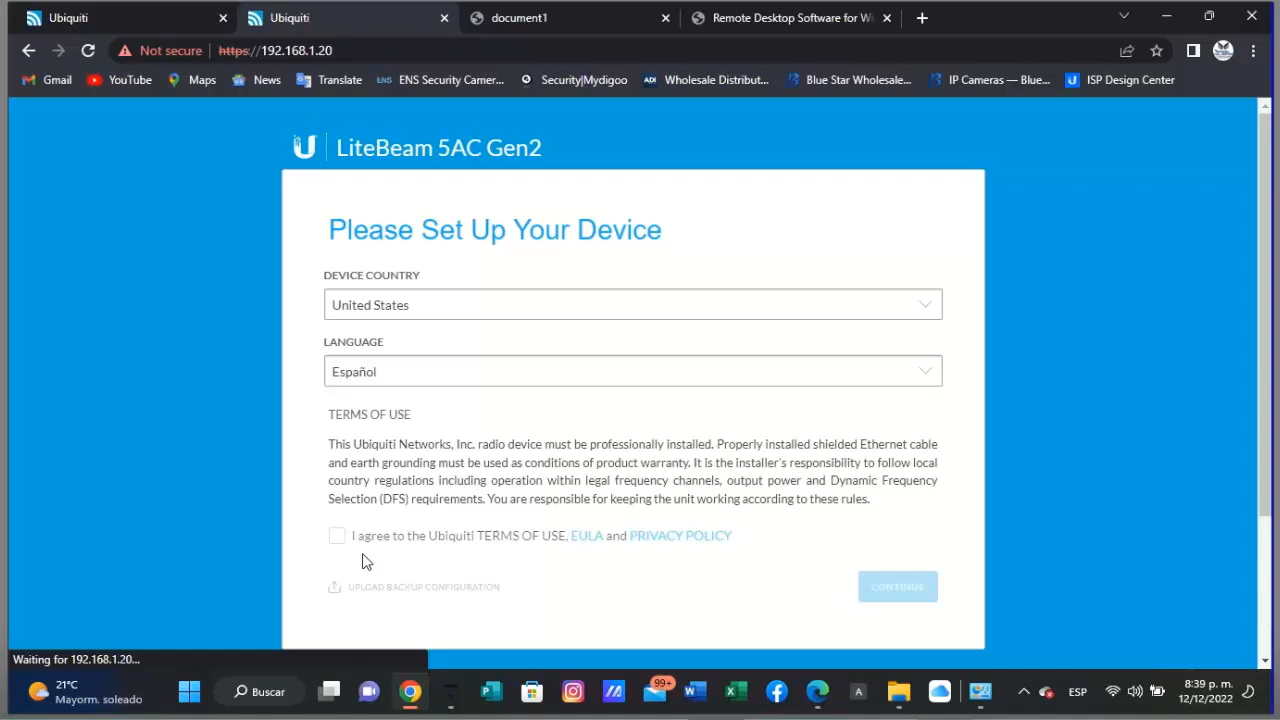 Ubiquiti
Ubiquiti
document1
Remote Desktop Software for Wi
Not secure
https://192.168.1.20
Gmail
YouTube
Maps
News
Translate
ENS ENS Security Camer...
Security|Mydigoo
ADI Wholesale Distribut...
Blue Star Wholesale...
IP Cameras — Blue...
ISP Design Center
LiteBeam 5AC Gen2
Please Set Up Your Device
DEVICE COUNTRY
United States
LANGUAGE
Español
TERMS OF USE
This Ubiquiti Networks, Inc. radio device must be professionally installed. Properly installed shielded Ethernet cable
and earth grounding must be used as conditions of product warranty. It is the installer's responsibility to follow local
country regulations including operation within legal frequency channels, output power and Dynamic Frequency
Selection (DFS) requirements. You are responsible for keeping the unit working according to these rules.
I agree to the Ubiquiti TERMS OF USE, EULA and PRIVACY POLICY
UPLOAD BACKUP CONFIGURATION
CONTINUE
Waiting for 192.168.1.20...
21°C
Mayorm. soleado
Buscar
99+
ESP
8:39 p. m.
12/12/2022